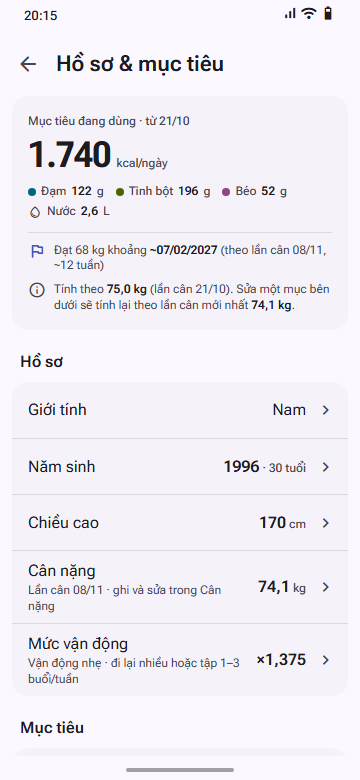 20:15
Hồ sơ & mục tiêu
Mục tiêu đang dùng · từ 21/10
1.740 kcal/ngày
Đạm 122 g Tinh bột 196 g Béo 52 g
Nước 2,6 L
Đạt 68 kg khoảng ~07/02/2027 (theo lần cân 08/11,
~12 tuần)
Tính theo 75,0 kg (lần cân 21/10). Sửa một mục bên
dưới sẽ tính lại theo lần cân mới nhất 74,1 kg.
Hồ sơ
Giới tính Nam
Năm sinh 1996 · 30 tuổi
Chiều cao 170 cm
Cân nặng
Lần cân 08/11 · ghi và sửa trong Cân
nặng
74,1 kg
Mức vận động
Vận động nhẹ · đi lại nhiều hoặc tập 1–3
buổi/tuần
×1,375
Mục tiêu